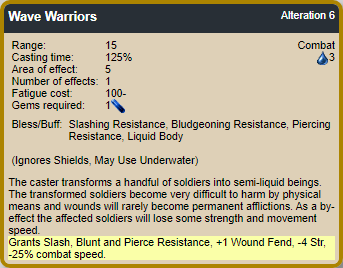 Wave Warriors Alteration 6
Range: 15 Combat
Casting time: 125% 3
Area of effect: 5
Number of effects: 1
Fatigue cost: 100-
Gems required: 1
Bless/Buff: Slashing Resistance, Bludgeoning Resistance, Piercing
Resistance, Liquid Body
(Ignores Shields, May Use Underwater)
The caster transforms a handful of soldiers into semi-liquid beings.
The transformed soldiers become very difficult to harm by physical
means and wounds will rarely become permanent afflictions. As a by-
effect the affected soldiers will lose some strength and movement
speed.
Grants Slash, Blunt and Pierce Resistance, +1 Wound Fend, -4 Str,
-25% combat speed.